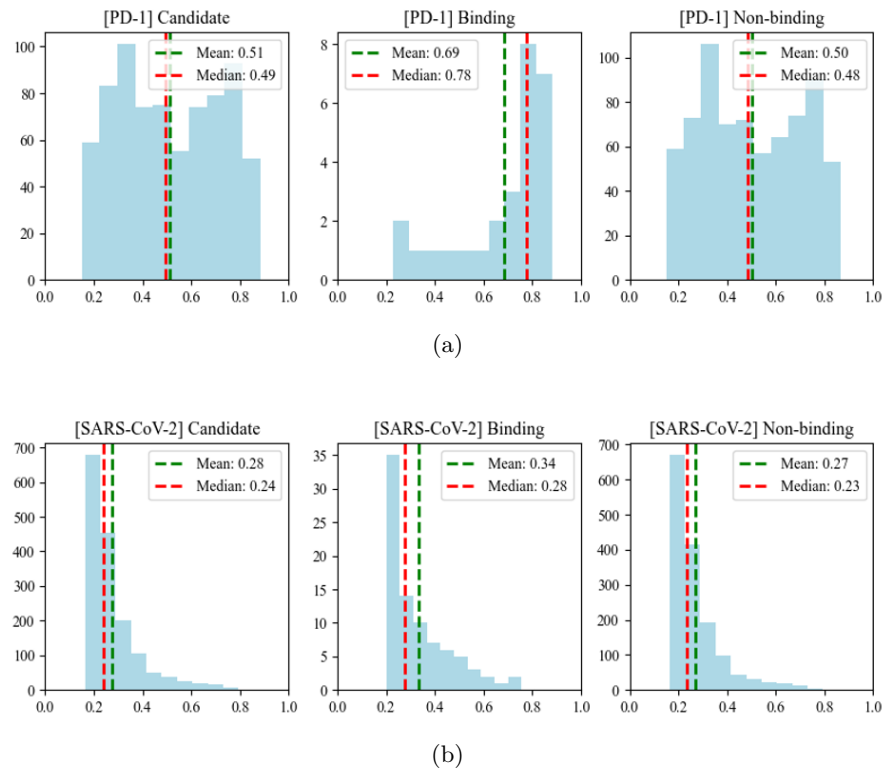 [PD-1] Candidate
[PD-1] Binding
[PD-1] Non-binding
Mean: 0.51
Median: 0.49
Mean: 0.69
Median: 0.78
Mean: 0.50
Median: 0.48
100
80
60
40
20
0
8
6
4
2
0
100
80
60
40
20
0
0.0 0.2 0.4 0.6 0.8 1.0
0.0 0.2 0.4 0.6 0.8 1.0
0.0 0.2 0.4 0.6 0.8 1.0
(a)
[SARS-CoV-2] Candidate
[SARS-CoV-2] Binding
[SARS-CoV-2] Non-binding
Mean: 0.28
Median: 0.24
Mean: 0.34
Median: 0.28
Mean: 0.27
Median: 0.23
700
600
500
400
300
200
100
0
35
30
25
20
15
10
5
0
700
600
500
400
300
200
100
0
0.0 0.2 0.4 0.6 0.8 1.0
0.0 0.2 0.4 0.6 0.8 1.0
0.0 0.2 0.4 0.6 0.8 1.0
(b)